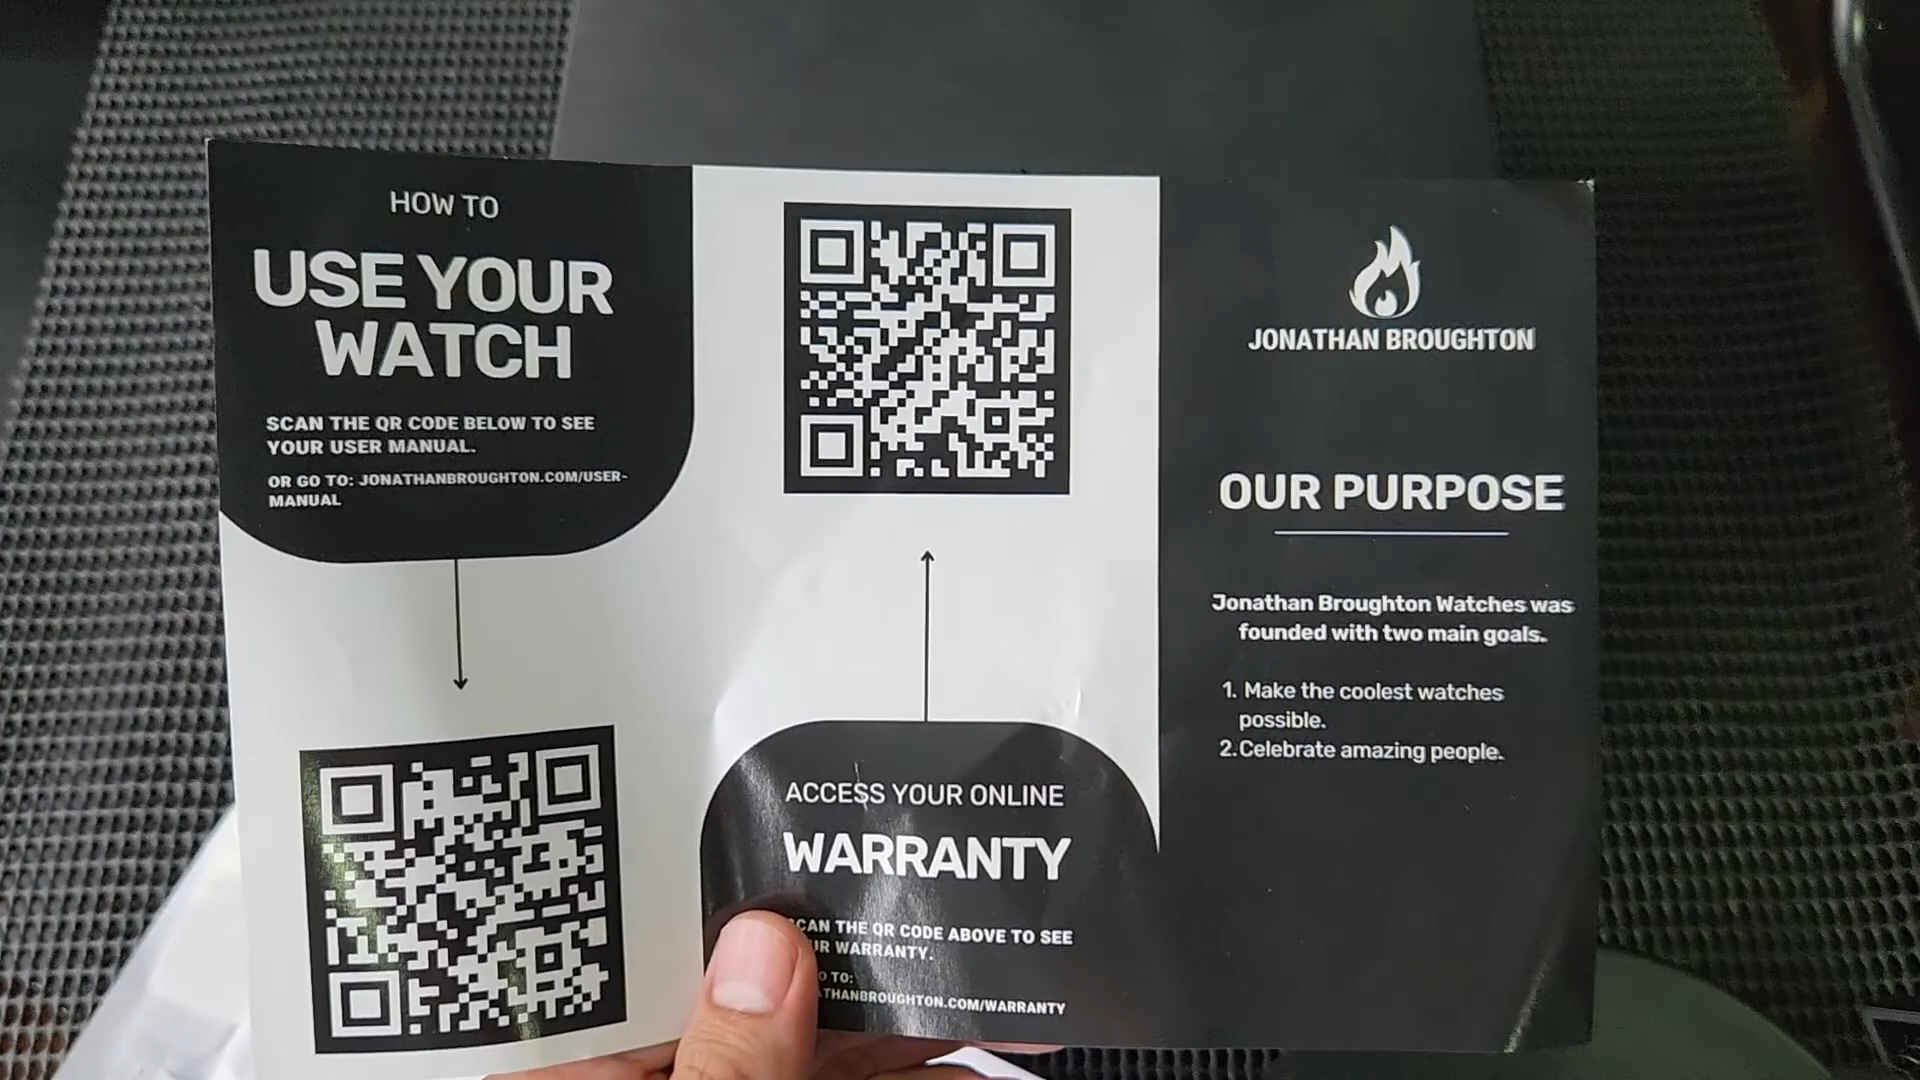 HOW TO
USE YOUR
WATCH
SCAN THE QR CODE BELOW TO SEE
YOUR USER MANUAL.
OR GO TO: JONATHANBROUGHTON.COM/USER-
MANUAL
ACCESS YOUR ONLINE
WARRANTY
SCAN THE QR CODE ABOVE TO SEE
WARRANTY.
TO:
THANBROUGHTON.COM/WARRANTY
JONATHAN BROUGHTON
OUR PURPOSE
Jonathan Broughton Watches was
founded with two main goals.
1. Make the coolest watches
possible.
2. Celebrate amazing people.